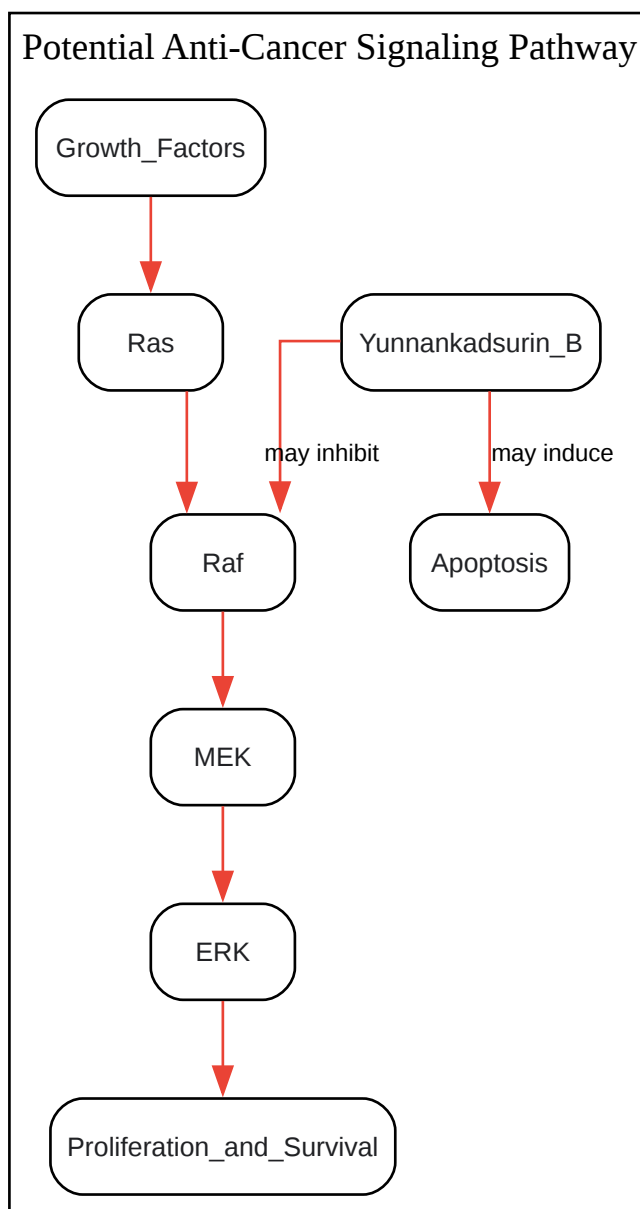 Potential Anti-Cancer Signaling Pathway
Growth_Factors
Ras
Yunnankadsurin_B
may inhibit
may induce
Raf
Apoptosis
MEK
ERK
Proliferation_and_Survival